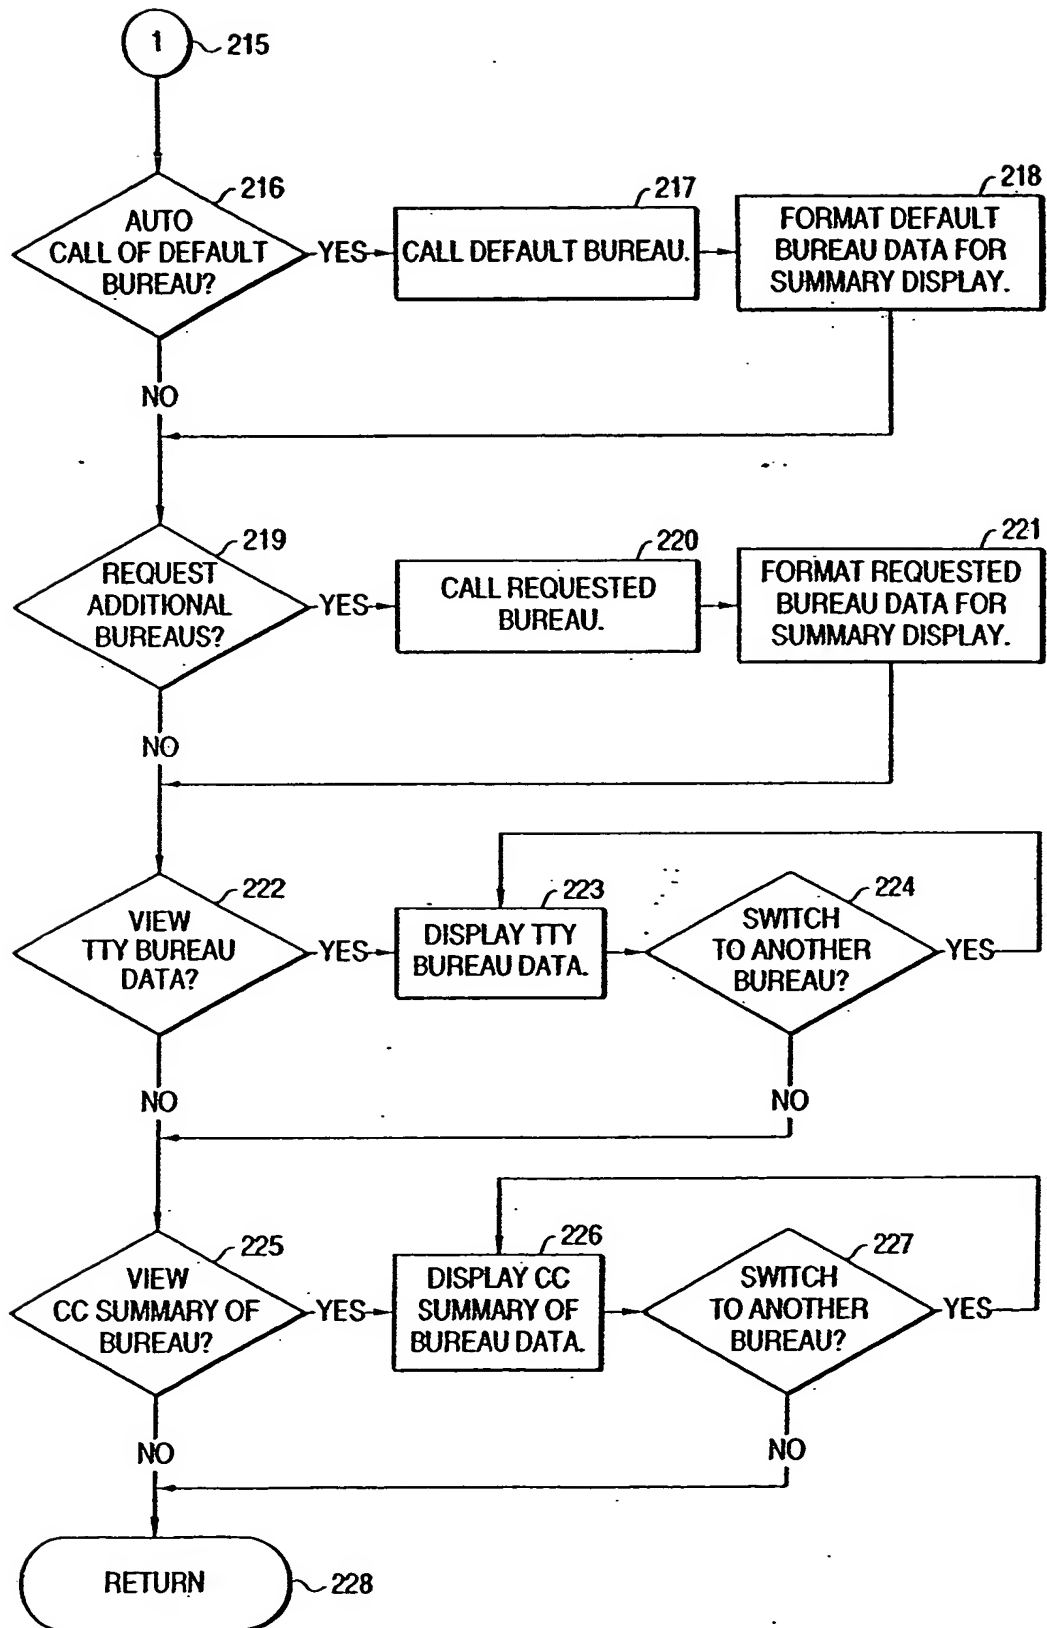 1
215
216
AUTO
CALL OF DEFAULT
BUREAU?
YES
217
CALL DEFAULT BUREAU.
218
FORMAT DEFAULT
BUREAU DATA FOR
SUMMARY DISPLAY.
NO
219
REQUEST
ADDITIONAL
BUREAUS?
YES
220
CALL REQUESTED
BUREAU.
221
FORMAT REQUESTED
BUREAU DATA FOR
SUMMARY DISPLAY.
NO
222
VIEW
TTY BUREAU
DATA?
YES
223
DISPLAY TTY
BUREAU DATA.
224
SWITCH
TO ANOTHER
BUREAU?
YES
NO
NO
225
VIEW
CC SUMMARY OF
BUREAU?
YES
226
DISPLAY CC
SUMMARY OF
BUREAU DATA.
227
SWITCH
TO ANOTHER
BUREAU?
YES
NO
NO
RETURN
228